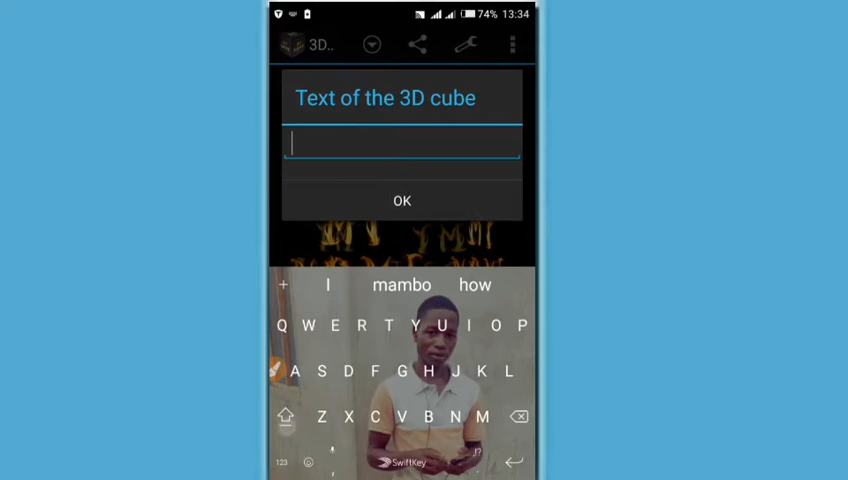 74% 13:34
3D..
Text of the 3D cube
OK
I mambo how
Q W E R T Y U I O P
A S D F G H J K L
Z X C V B N M
123 , SwiftKey .!?